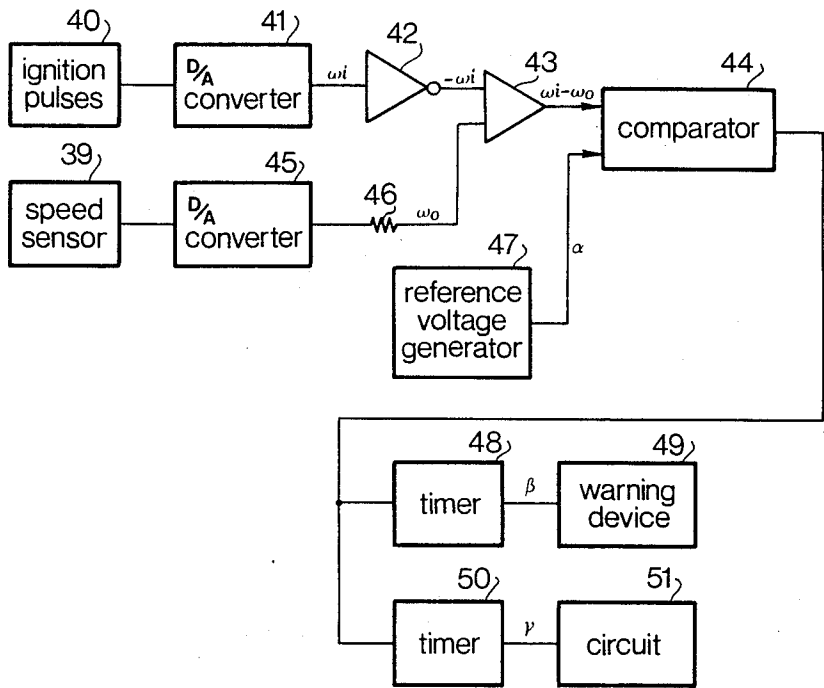 40
41
42
43
44
ignition
pulses
D/A
converter
ωi
-ωi
ωi-ωo
comparator
39
45
46
speed
sensor
D/A
converter
ωo
47
α
reference
voltage
generator
48
49
timer
β
warning
device
50
51
timer
γ
circuit